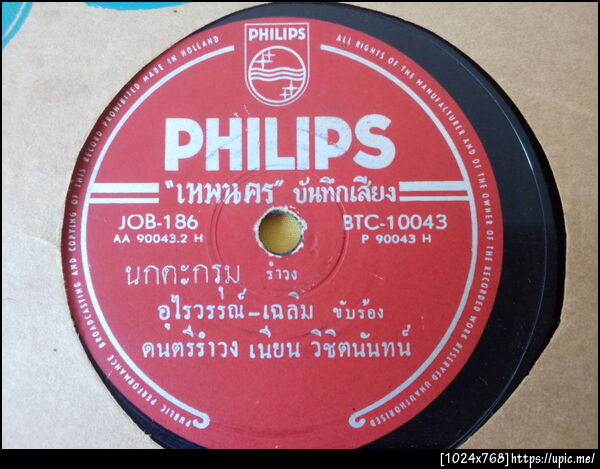 PHILIPS
MADE IN HOLLAND
ALL RIGHTS OF THE MANUFACTURER AND OF THE OWNER OF THE RECORDED WORK RESERVED UNAUTHORISED
PUBLIC PERFORMANCE BROADCASTING AND COPYING OF THIS RECORD PROHIBITED
PHILIPS
"เทพนคร" บันทึกเสียง
JOB-186 BTC-10043
AA 90043.2 H P 90043 H
นกตะกรุม รำวง
อุไรวรรณ์-เฉลิม ขับร้อง
ดนตรีรำวง เนียน วิชิตนันทน์
[1024x768]https://upic.me/